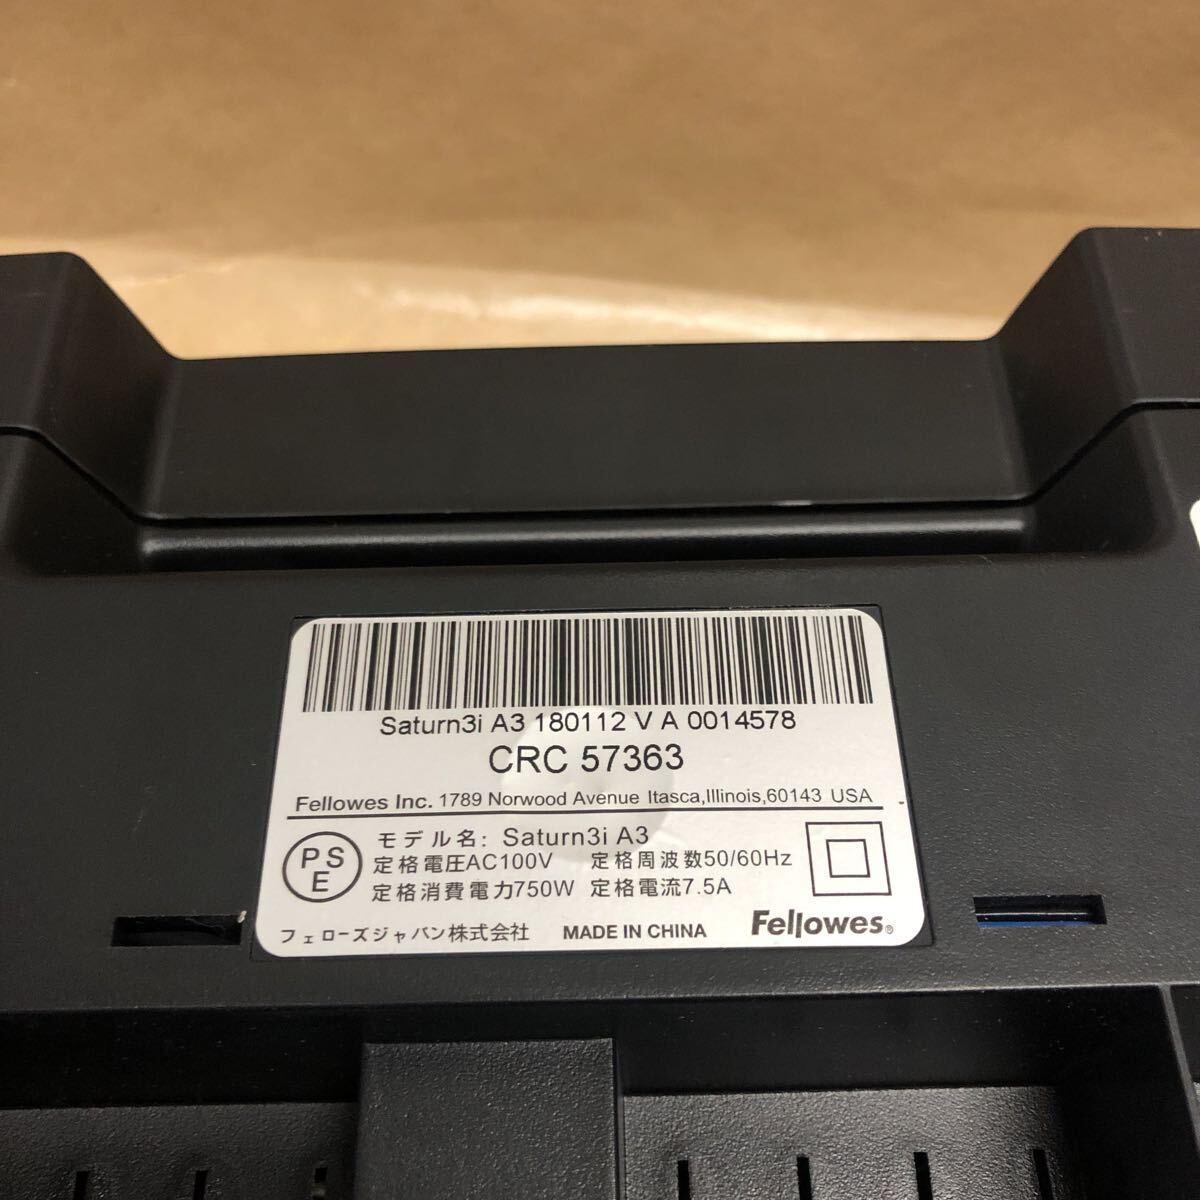 Saturn3i A3 180112 V A 0014578
CRC 57363
Fellowes Inc. 1789 Norwood Avenue Itasca,Illinois,60143 USA
PSE
モデル名: Saturn3i A3
定格電圧AC100V 定格周波数50/60Hz
定格消費電力750W 定格電流7.5A
フェローズジャパン株式会社 MADE IN CHINA Fellowes®